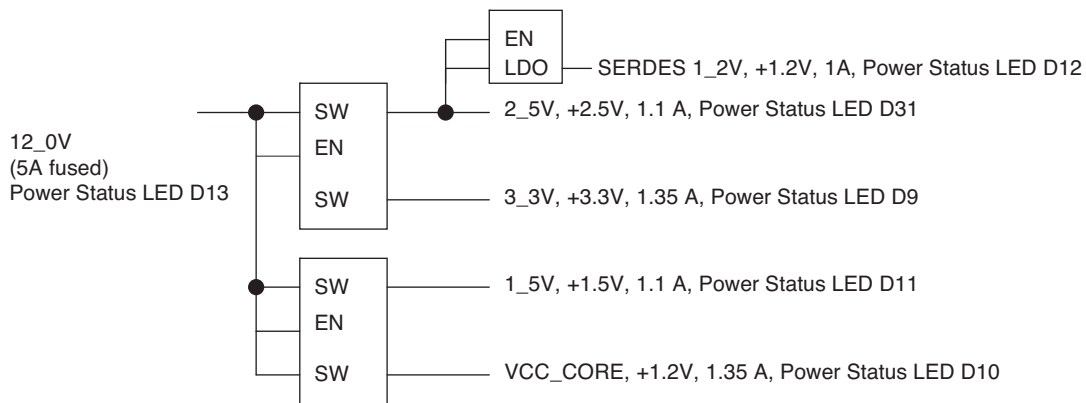 EN
LDO
SERDES 1_2V, +1.2V, 1A, Power Status LED D12
SW
2_5V, +2.5V, 1.1 A, Power Status LED D31
12_0V
(5A fused)
Power Status LED D13
EN
SW
3_3V, +3.3V, 1.35 A, Power Status LED D9
SW
1_5V, +1.5V, 1.1 A, Power Status LED D11
EN
SW
VCC_CORE, +1.2V, 1.35 A, Power Status LED D10